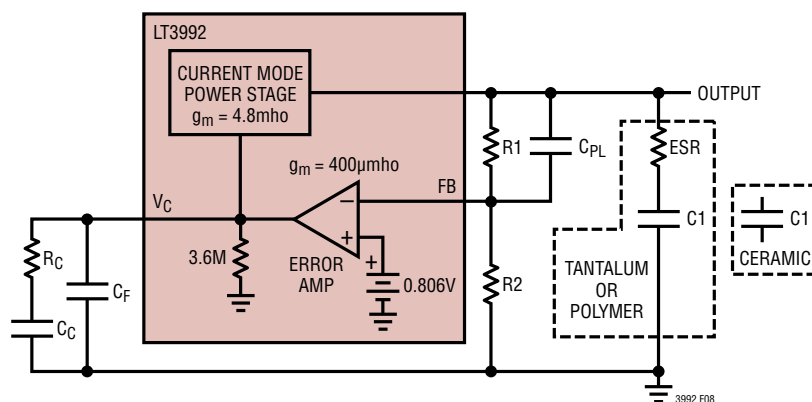 LT3992
CURRENT MODE
POWER STAGE
gm = 4.8mho
OUTPUT
R1
CPL
ESR
gm = 400µmho
FB
VC
C1
C1
RC
3.6M
ERROR
AMP
0.806V
CF
R2
TANTALUM
OR
POLYMER
CERAMIC
CC
3992 F08
−
+
+